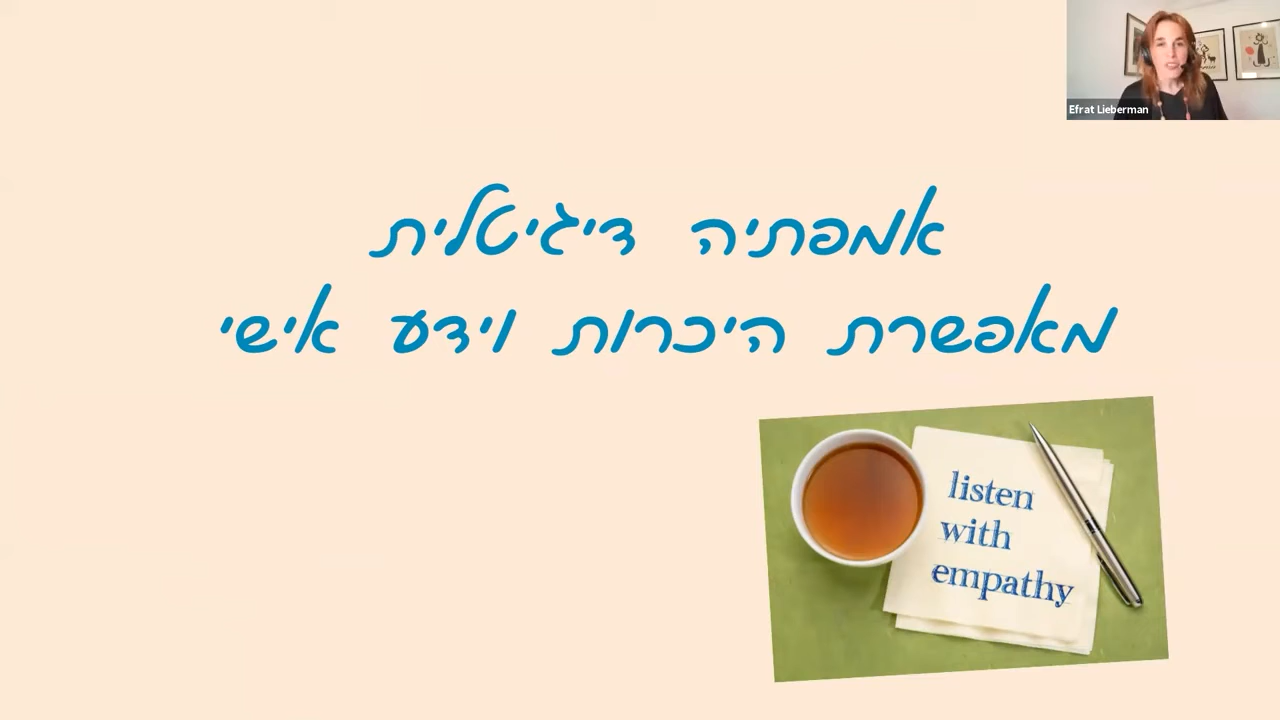 Efrat Lieberman
אמפתיה דיגיטלית
מאפשרת היכרות וידע אישי
listen
with
empathy